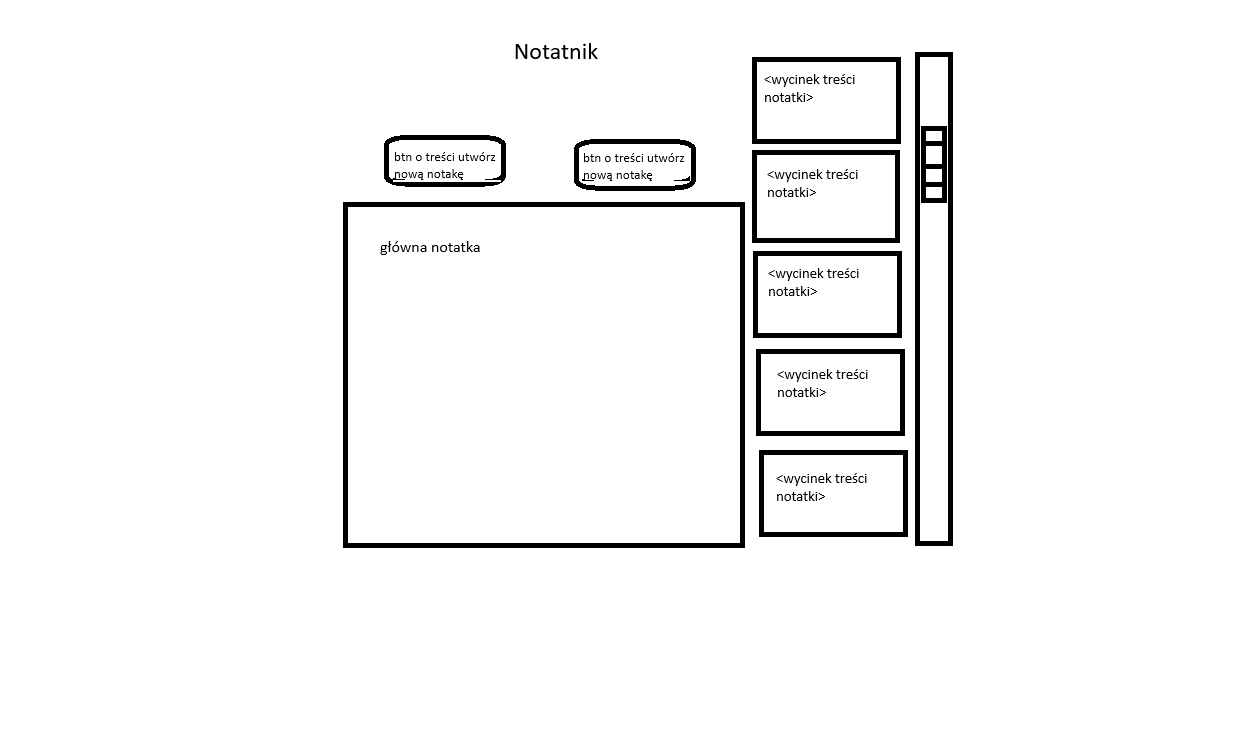 Notatnik
btn o treści utwórz
nową notakę
btn o treści utwórz
nową notakę
główna notatka
<wycinek treści
notatki>
<wycinek treści
notatki>
<wycinek treści
notatki>
<wycinek treści
notatki>
<wycinek treści
notatki>